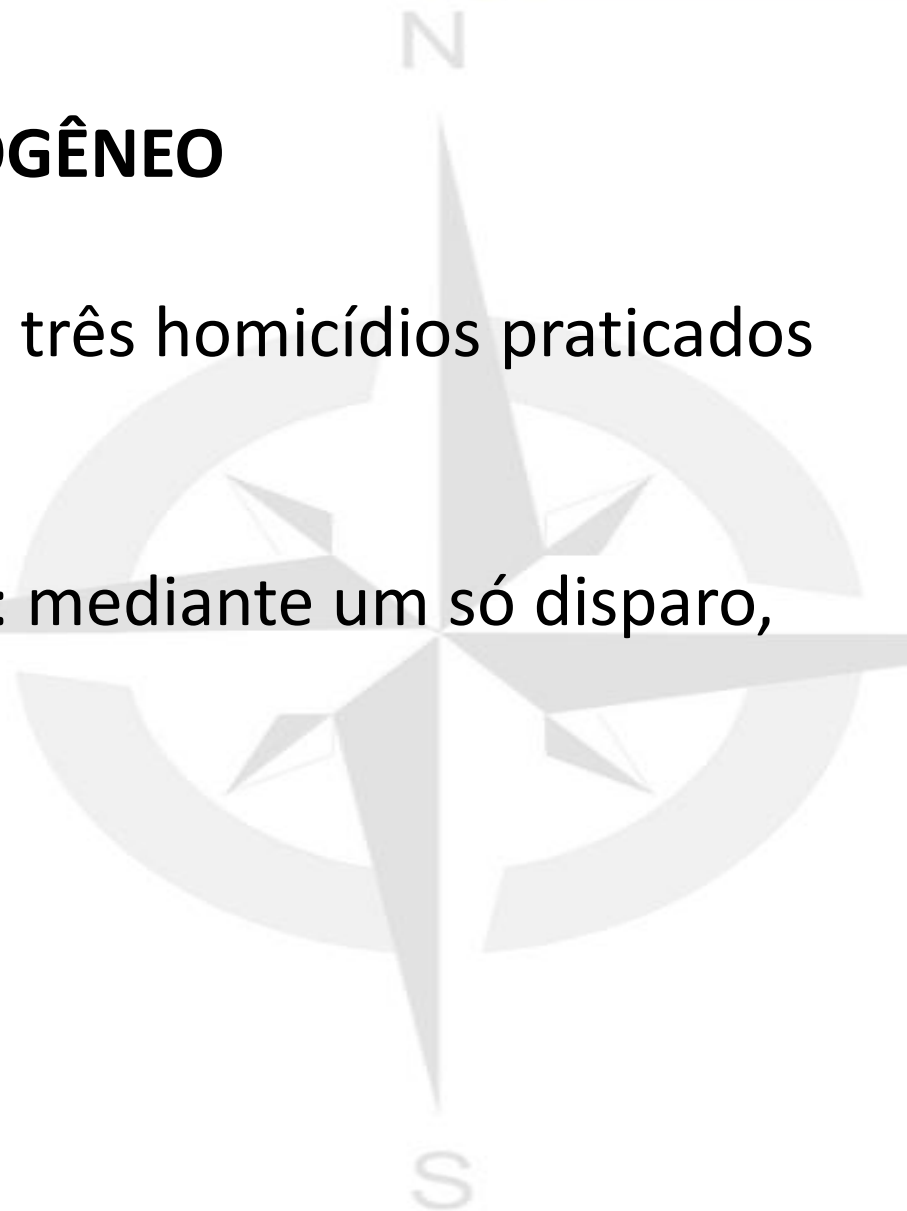 N
OGÊNEO
três homicídios praticados
: mediante um só disparo,
S